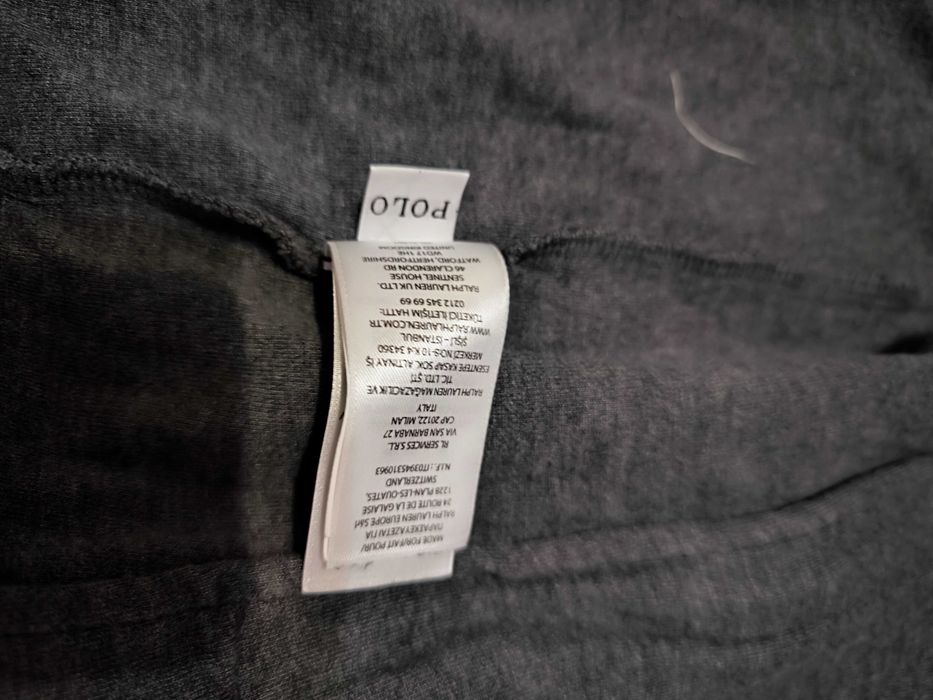 MADE FOR/FAIT POUR/
ΠΑΡΑΣΚΕΥΑΖΕΤΑΙ ΓΙΑ
RALPH LAUREN EUROPE Sàrl
24 ROUTE DE LA GALAISE
1228 PLAN-LES-OUATES,
SWITZERLAND
N.I.F. : IT03945310963
RL SERVICES S.R.L.
VIA SAN BARNABA 27
CAP 20122, MILAN
ITALY
RALPH LAUREN MAĞAZACILIK VE
TİC. LTD. ŞTİ
ESENTEPE KASAP SOK. ALTINAY İŞ
MERKEZİ NO:8-10 K:4 34360
ŞİŞLİ - ISTANBUL
WWW.RALPHLAUREN.COM.TR
TÜKETİCİ İLETİŞİM HATTI:
0212 345 69 69
RALPH LAUREN UK LTD.
SENTINEL HOUSE
46 CLARENDON RD
WATFORD, HERTFORDSHIRE
WD17 1HE
UNITED KINGDOM
POLO